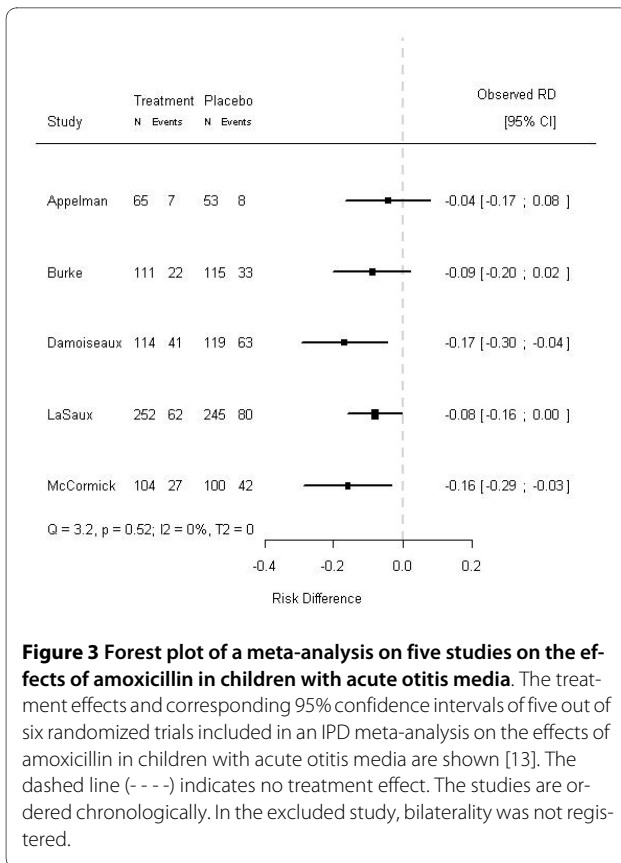 Treatment Placebo Observed RD
Study N Events N Events [95% CI]
Appelman 65 7 53 8 -0.04 [ -0.17 ; 0.08 ]
Burke 111 22 115 33 -0.09 [ -0.20 ; 0.02 ]
Damoiseaux 114 41 119 63 -0.17 [ -0.30 ; -0.04 ]
LaSaux 252 62 245 80 -0.08 [ -0.16 ; 0.00 ]
McCormick 104 27 100 42 -0.16 [ -0.29 ; -0.03 ]
Q = 3.2, p = 0.52; I2 = 0%, T2 = 0
-0.4 -0.2 0.0 0.2
Risk Difference
Figure 3 Forest plot of a meta-analysis on five studies on the ef-
fects of amoxicillin in children with acute otitis media. The treat-
ment effects and corresponding 95% confidence intervals of five out of
six randomized trials included in an IPD meta-analysis on the effects of
amoxicillin in children with acute otitis media are shown [13]. The
dashed line (- - - -) indicates no treatment effect. The studies are or-
dered chronologically. In the excluded study, bilaterality was not regis-
tered.